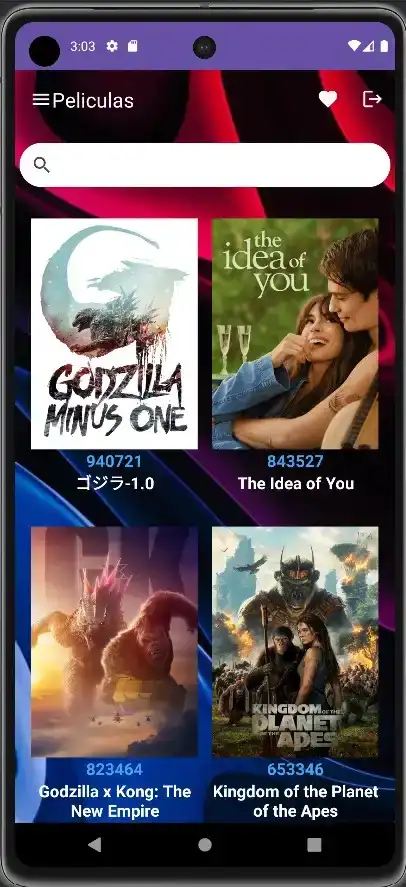 3:03
Peliculas
GODZILLA
MINUS ONE
the
idea of
you
940721
843527
ゴジラ-1.0
The Idea of You
KINGDOM OF THE
PLANET
OF THE APES
823464
653346
Godzilla x Kong: The
New Empire
Kingdom of the Planet
of the Apes